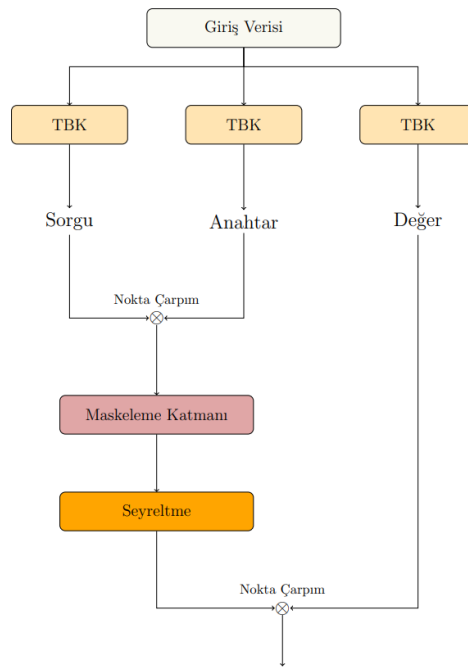 Giriş Verisi
TBK
TBK
TBK
Sorgu
Anahtar
Değer
Nokta Çarpım
Maskeleme Katmanı
Seyreltme
Nokta Çarpım